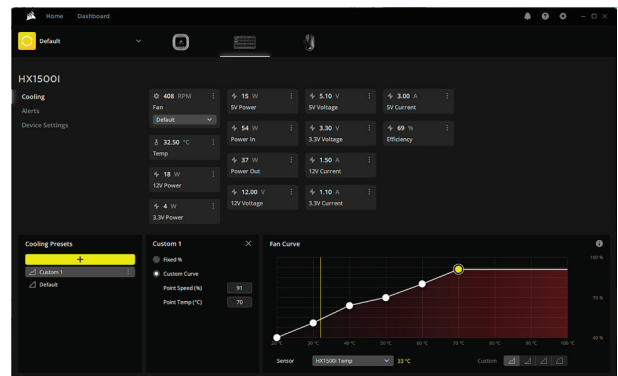 Home Dashboard
Default
HX1500I
Cooling
Alerts
Device Settings
408 RPM
Fan
Default
32.50 °C
Temp
18 W
12V Power
4 W
3.3V Power
15 W
5V Power
54 W
Power In
37 W
Power Out
12.00 V
12V Voltage
5.10 V
5V Voltage
3.30 V
3.3V Voltage
1.50 A
12V Current
1.10 A
3.3V Current
3.00 A
5V Current
69 %
Efficiency
Cooling Presets
+
Custom 1
Default
Custom 1
Fixed %
Custom Curve
Point Speed (%) 91
Point Temp (°C) 70
Fan Curve
100 %
70 %
40 %
20 °C 30 °C 40 °C 50 °C 60 °C 70 °C 80 °C 90 °C 100 °C
Sensor HX1500I Temp 33 °C
Custom